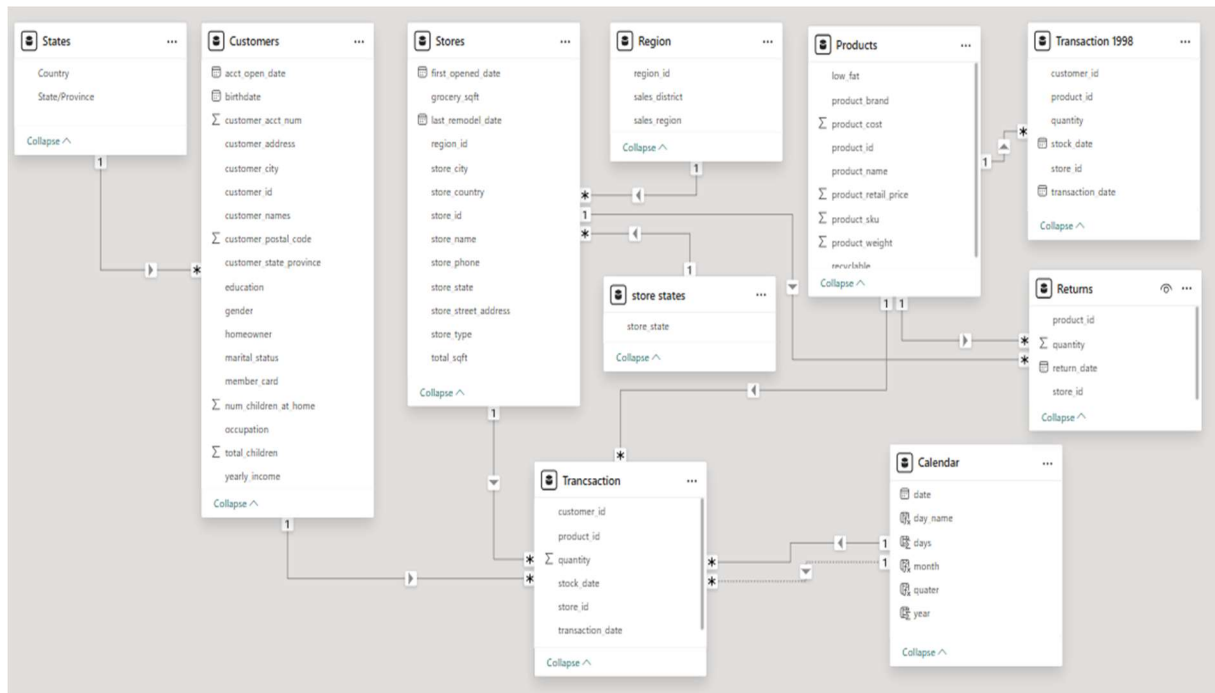 States
Country
State/Province
Collapse
1
Customers
acct_open_date
birthdate
customer_acct_num
customer_address
customer_city
customer_id
customer_names
customer_postal_code
customer_state_province
education
gender
homeowner
marital_status
member_card
num_children_at_home
occupation
total_children
yearly_income
Collapse
1
Stores
first_opened_date
grocery_sqft
last_remodel_date
region_id
store_city
store_country
store_id
store_name
store_phone
store_state
store_street_address
store_type
total_sqft
Collapse
1
1
Region
region_id
sales_district
sales_region
Collapse
1
store states
store_state
Collapse
1
Products
low_fat
product_brand
product_cost
product_id
product_name
product_retail_price
product_sku
product_weight
recyclable
Collapse
1
1
1
Transaction 1998
customer_id
product_id
quantity
stock_date
store_id
transaction_date
Collapse
Returns
product_id
quantity
return_date
store_id
Collapse
Trancsaction
customer_id
product_id
quantity
stock_date
store_id
transaction_date
Collapse
Calendar
date
day_name
days
month
quater
year
Collapse
1
1